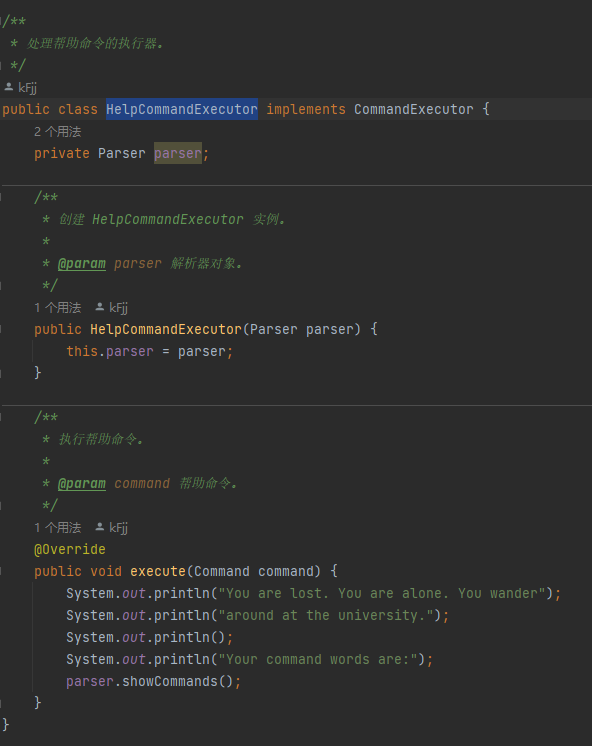 /**
 * 处理帮助命令的执行器。
 */
kFjj
public class HelpCommandExecutor implements CommandExecutor {
2 个用法
    private Parser parser;
    /**
     * 创建 HelpCommandExecutor 实例。
     *
     * @param parser 解析器对象。
     */
1 个用法 kFjj
    public HelpCommandExecutor(Parser parser) {
        this.parser = parser;
    }
    /**
     * 执行帮助命令。
     *
     * @param command 帮助命令。
     */
1 个用法 kFjj
    @Override
    public void execute(Command command) {
        System.out.println("You are lost. You are alone. You wander");
        System.out.println("around at the university.");
        System.out.println();
        System.out.println("Your command words are:");
        parser.showCommands();
    }
}